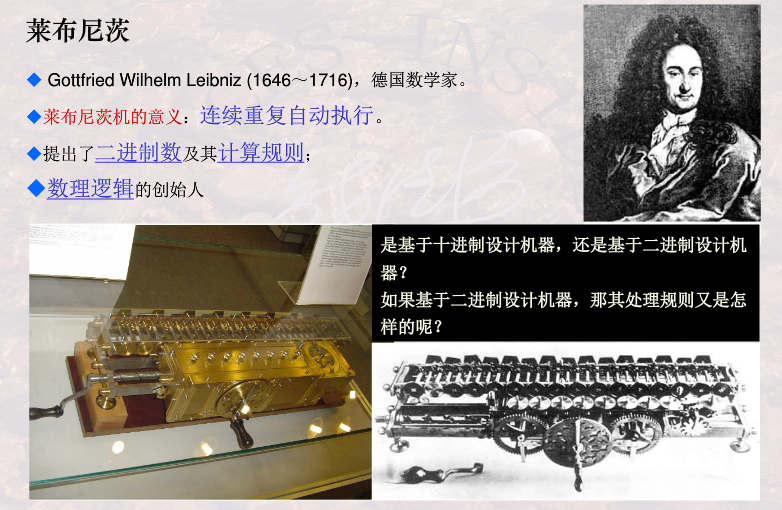 莱布尼茨
Gottfried Wilhelm Leibniz (1646～1716)，德国数学家。
莱布尼茨机的意义：连续重复自动执行。
提出了二进制数及其计算规则；
数理逻辑的创始人
是基于十进制设计机器，还是基于二进制设计机
器？
如果基于二进制设计机器，那其处理规则又是怎
样的呢？